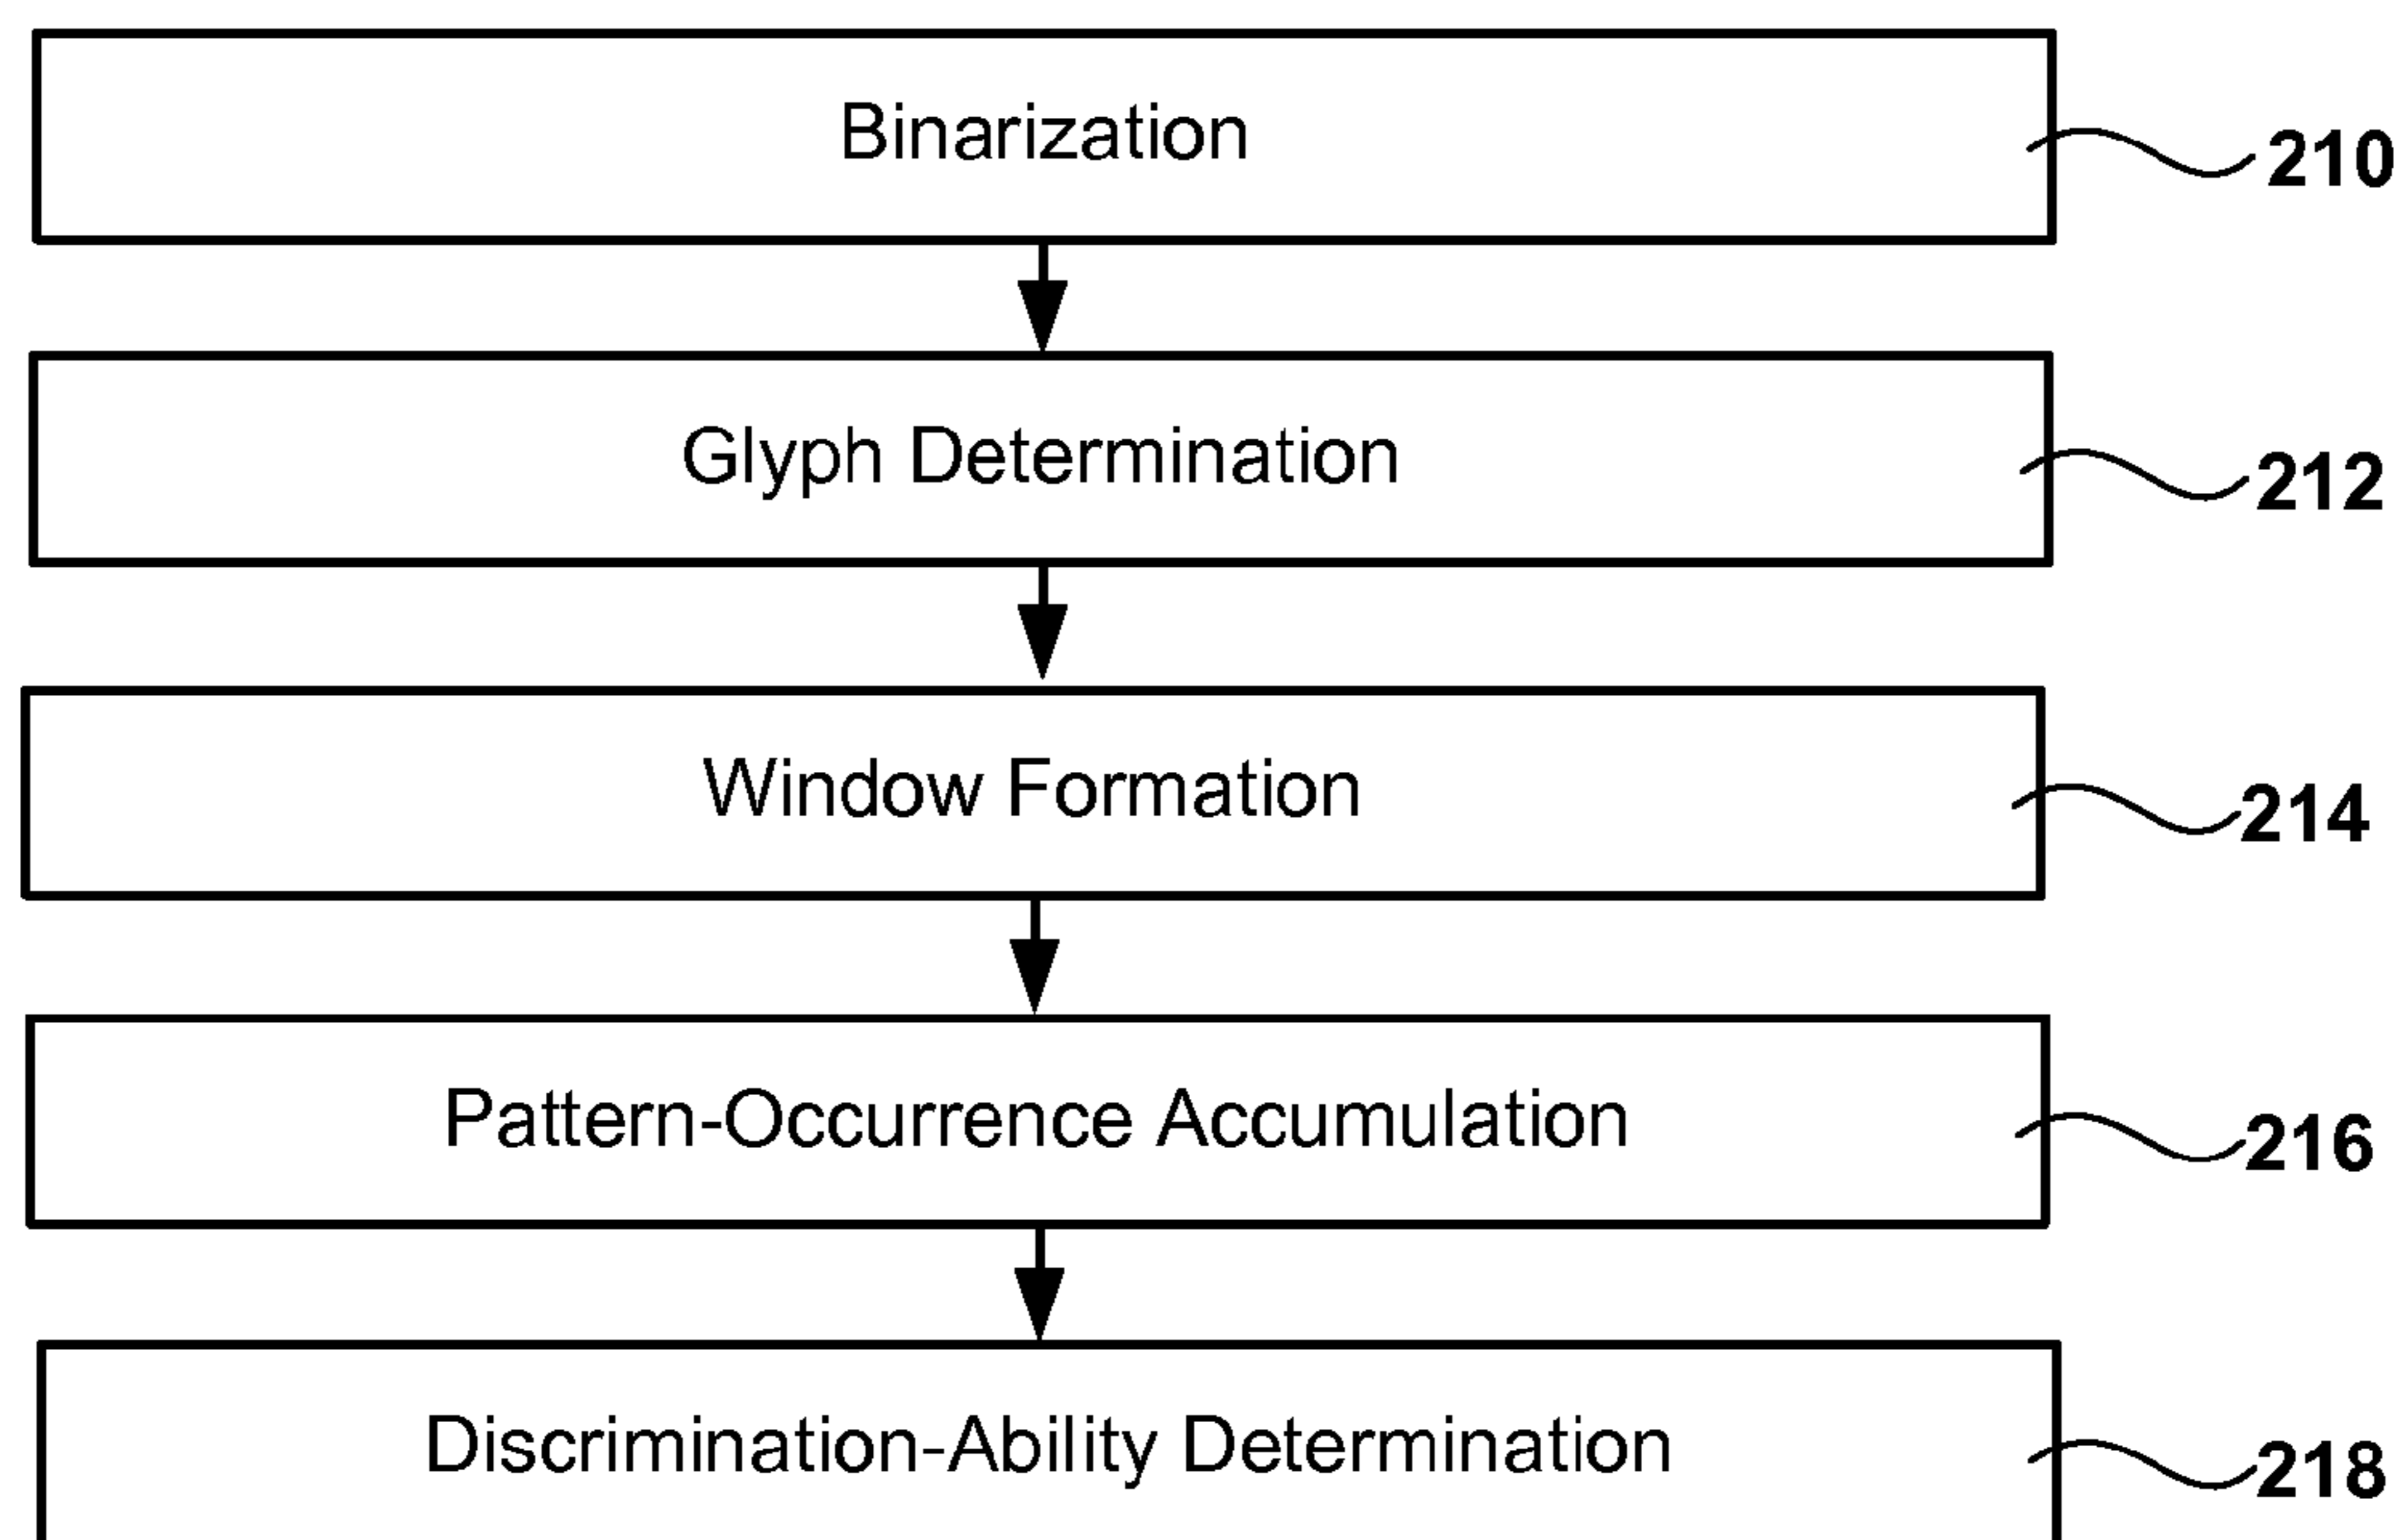 Binarization 210
Glyph Determination 212
Window Formation 214
Pattern-Occurrence Accumulation 216
Discrimination-Ability Determination 218